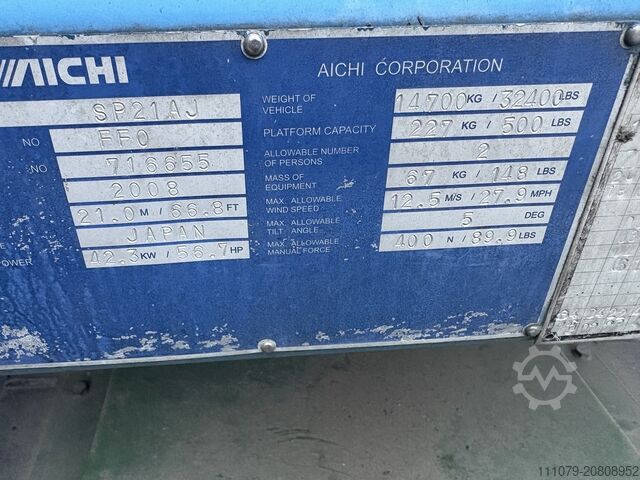 AICHI
AICHI CORPORATION
SP21AJ
NO FF0
NO 716655
2008
21.0 M / 66.8 FT
JAPAN
POWER 42.3 KW / 56.7 HP
WEIGHT OF VEHICLE 14700 KG / 32400 LBS
PLATFORM CAPACITY 227 KG / 500 LBS
ALLOWABLE NUMBER OF PERSONS 2
MASS OF EQUIPMENT 67 KG / 148 LBS
MAX. ALLOWABLE WIND SPEED 12.5 M/S / 27.9 MPH
MAX. ALLOWABLE TILT ANGLE 5 DEG
MAX. ALLOWABLE MANUAL FORCE 400 N / 89.9 LBS
111079-20808952